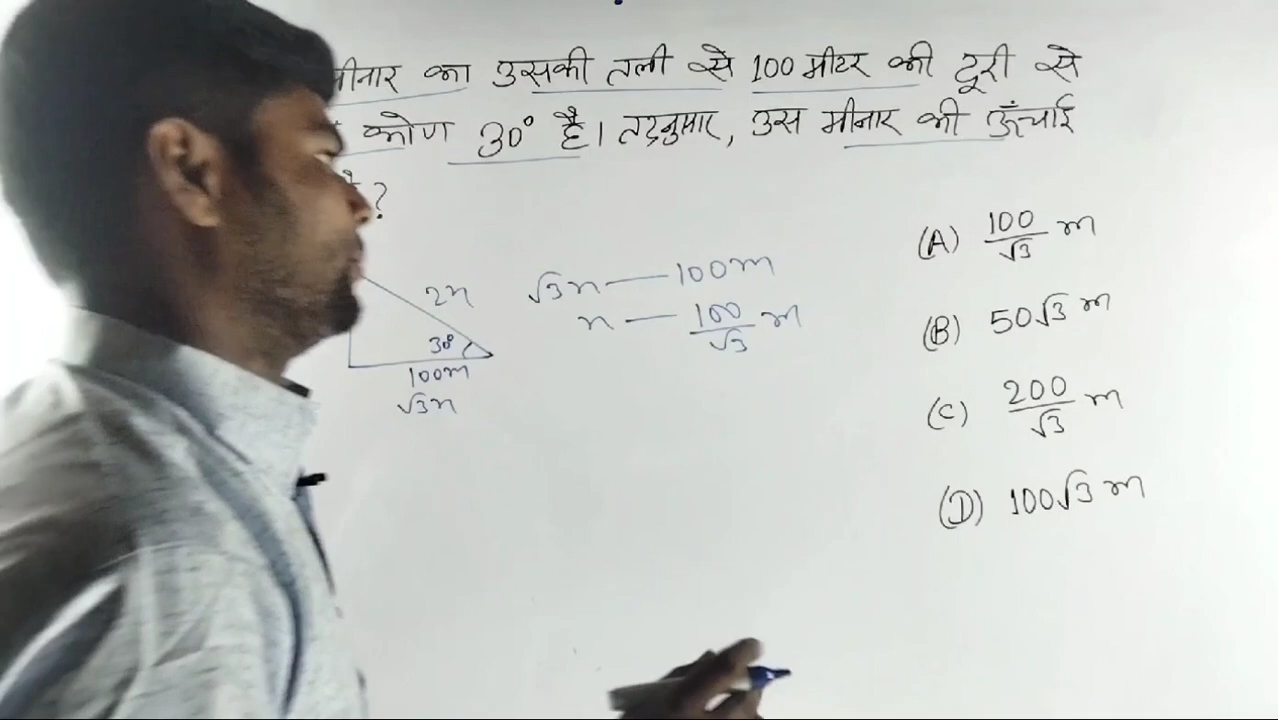 मीनार का उसकी तली से 100 मीटर की दूरी से
कोण 30° है। तद्नुसार, उस मीनार की ऊँचाई
?
2x
30°
100m
√3x
√3x — 100m
x — 100/√3 m
(A) 100/√3 m
(B) 50√3 m
(C) 200/√3 m
(D) 100√3 m